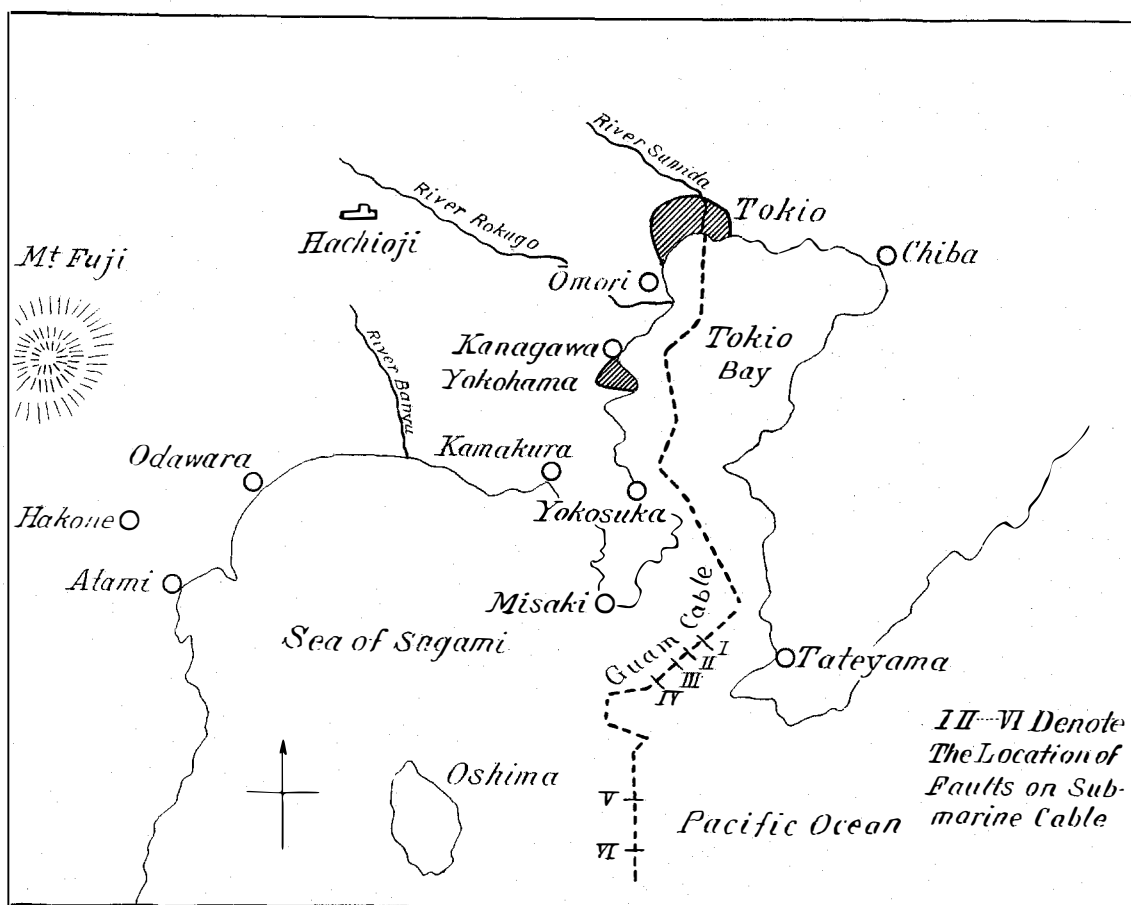 River Sumida
Tokio
River Rokugo
Hachioji
Chiba
Mt. Fuji
Ōmori
Tokio
Bay
Kanagawa
Yokohama
River Banyu
Kamakura
Odawara
Yokosuka
Hakone
Atami
Misaki
Guam Cable
Sea of Sagami
I
II
III
IV
Tateyama
I II---VI Denote
The Location of
Faults on Sub-
marine Cable
Oshima
V
Pacific Ocean
VI